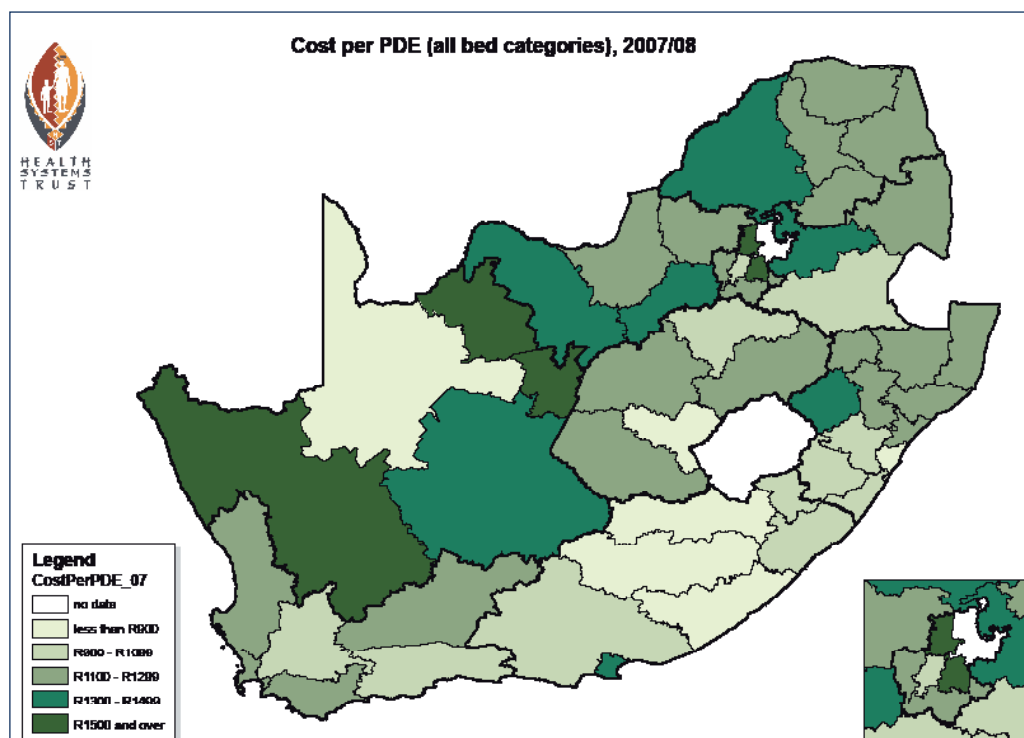 Cost per PDE (all bed categories), 2007/08
HEALTH
SYSTEMS
TRUST
Legend
CostPerPDE_07
no data
less than R900
R900 - R1099
R1100 - R1299
R1300 - R1499
R1500 and over